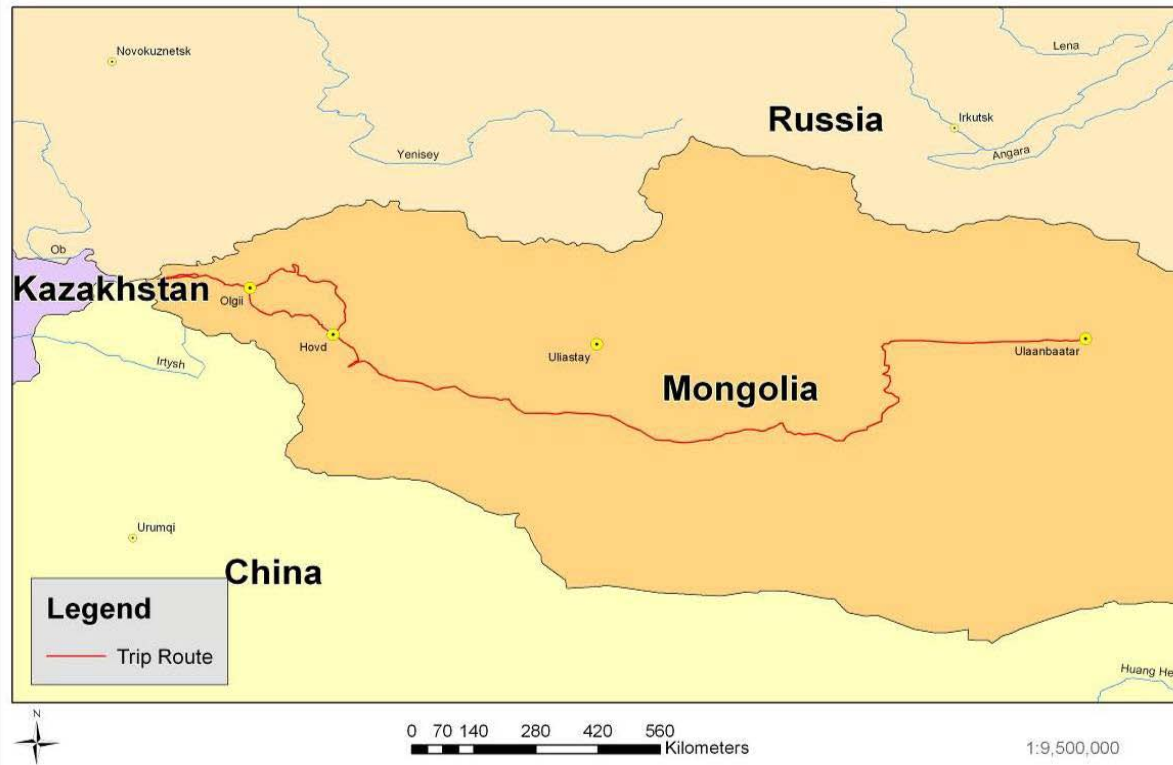 Novokuznetsk
Lena
Russia
Irkutsk
Yenisey
Angara
Ob
Kazakhstan
Olgii
Hovd
Uliastay
Ulaanbaatar
Irtysh
Mongolia
Urumqi
China
Legend
Trip Route
Huang He
N
0 70 140 280 420 560
Kilometers
1:9,500,000